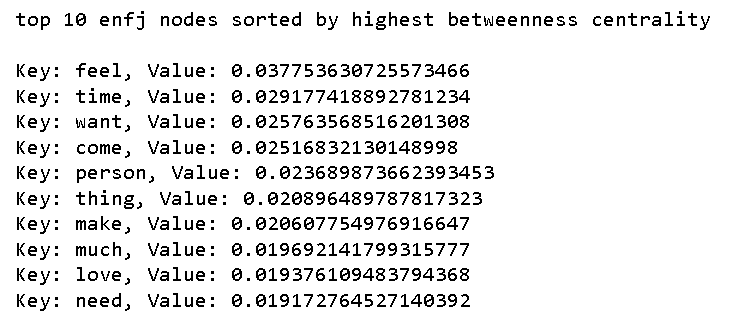 top 10 enfj nodes sorted by highest betweenness centrality
Key: feel, Value: 0.037753630725573466
Key: time, Value: 0.029177418892781234
Key: want, Value: 0.025763568516201308
Key: come, Value: 0.02516832130148998
Key: person, Value: 0.023689873662393453
Key: thing, Value: 0.020896489787817323
Key: make, Value: 0.020607754976916647
Key: much, Value: 0.019692141799315777
Key: love, Value: 0.019376109483794368
Key: need, Value: 0.019172764527140392